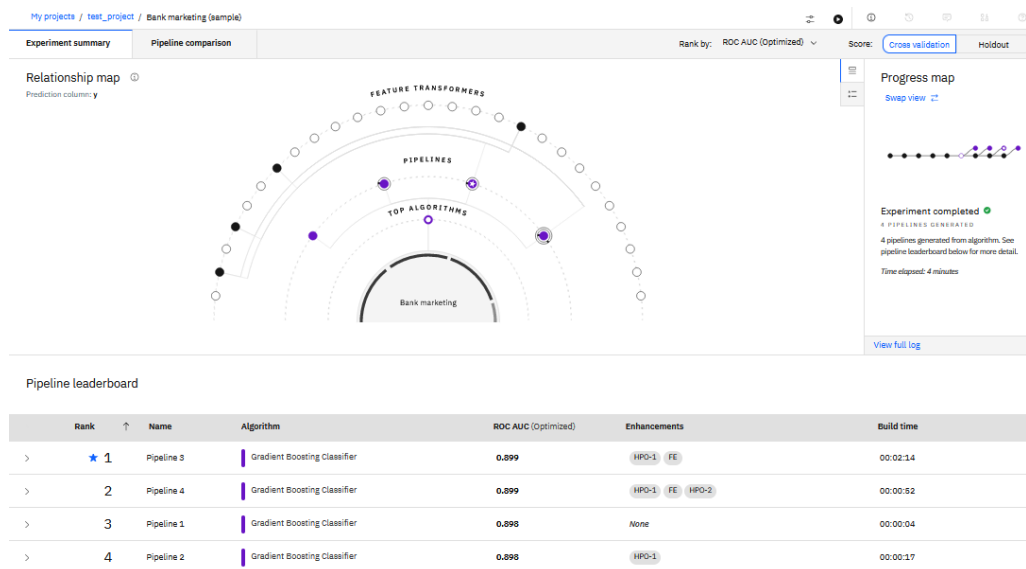 My projects / test_project / Bank marketing (sample)
Experiment summary
Pipeline comparison
Rank by: ROC AUC (Optimized)
Score: Cross validation Holdout
Relationship map
Prediction column: y
FEATURE TRANSFORMERS
PIPELINES
TOP ALGORITHMS
Bank marketing
Progress map
Swap view
Experiment completed
4 PIPELINES GENERATED
4 pipelines generated from algorithm. See
pipeline leaderboard below for more detail.
Time elapsed: 4 minutes
View full log
Pipeline leaderboard
Rank Name Algorithm ROC AUC (Optimized) Enhancements Build time
1 Pipeline 3 Gradient Boosting Classifier 0.899 HPO-1 FE 00:02:14
2 Pipeline 4 Gradient Boosting Classifier 0.899 HPO-1 FE HPO-2 00:00:52
3 Pipeline 1 Gradient Boosting Classifier 0.898 None 00:00:04
4 Pipeline 2 Gradient Boosting Classifier 0.898 HPO-1 00:00:17